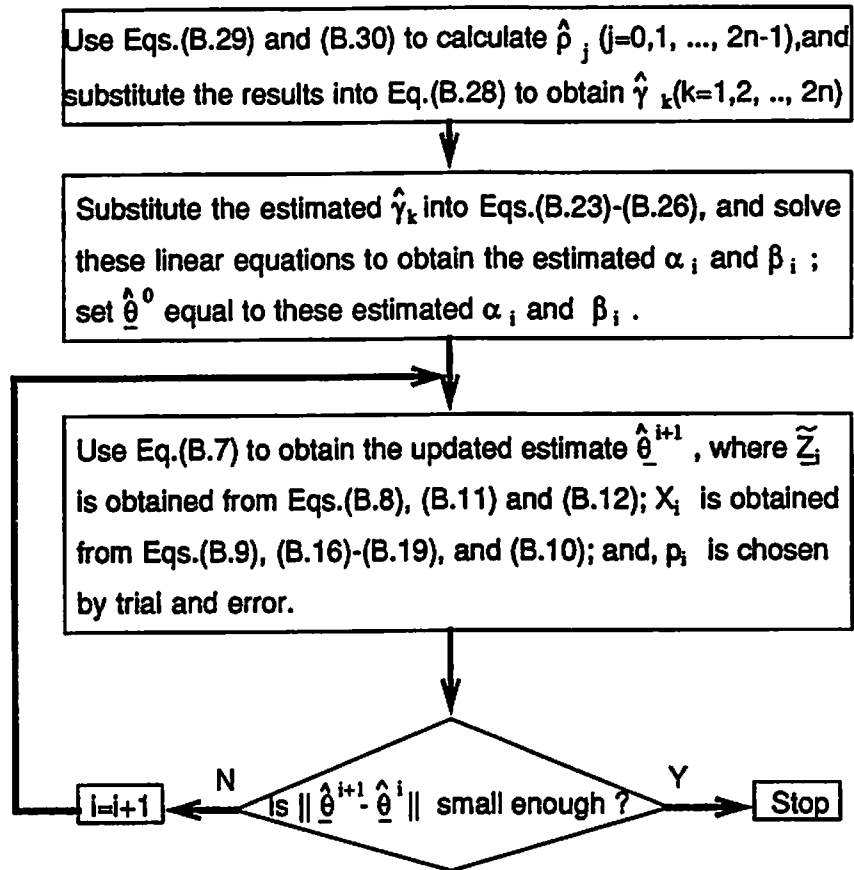 Use Eqs.(B.29) and (B.30) to calculate ρ̂ j (j=0,1, ..., 2n-1),and
substitute the results into Eq.(B.28) to obtain γ̂ k(k=1,2, .., 2n)
Substitute the estimated γ̂k into Eqs.(B.23)-(B.26), and solve
these linear equations to obtain the estimated α i and β i ;
set θ̲̂ ⁰ equal to these estimated α i and β i .
Use Eq.(B.7) to obtain the updated estimate θ̲̂ ⁱ⁺¹ , where Z̲̃i
is obtained from Eqs.(B.8), (B.11) and (B.12); Xi is obtained
from Eqs.(B.9), (B.16)-(B.19), and (B.10); and, pi is chosen
by trial and error.
i=i+1
N
Is || θ̲̂ ⁱ⁺¹- θ̲̂ ⁱ|| small enough ?
Y
Stop